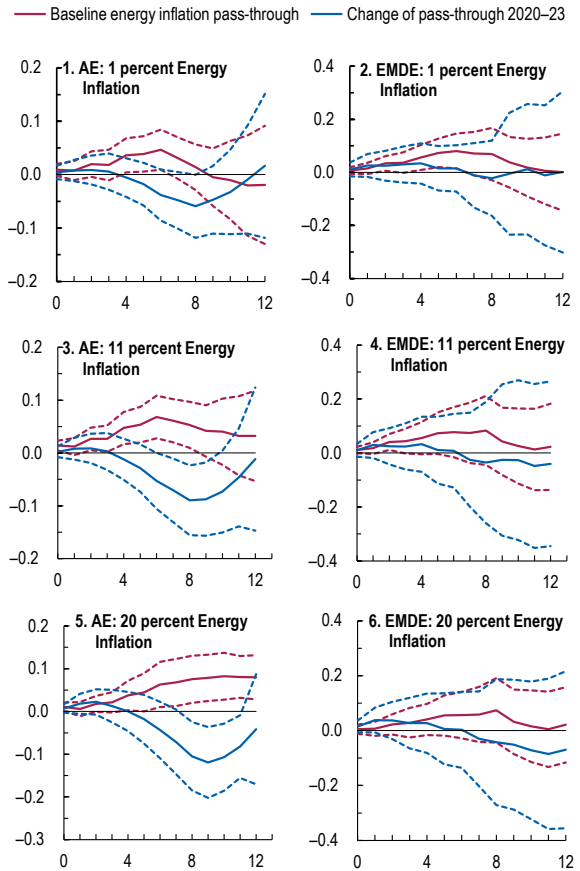 Baseline energy inflation pass-through Change of pass-through 2020–23
1. AE: 1 percent Energy
Inflation
0.2
0.1
0.0
–0.1
–0.2
0 4 8 12
2. EMDE: 1 percent Energy
Inflation
0.4
0.2
0.0
–0.2
–0.4
0 4 8 12
3. AE: 11 percent Energy
Inflation
0.2
0.1
0.0
–0.1
–0.2
0 4 8 12
4. EMDE: 11 percent Energy
Inflation
0.4
0.2
0.0
–0.2
–0.4
0 4 8 12
5. AE: 20 percent Energy
Inflation
0.2
0.1
0.0
–0.1
–0.2
–0.3
0 4 8 12
6. EMDE: 20 percent Energy
Inflation
0.4
0.2
0.0
–0.2
–0.4
0 4 8 12